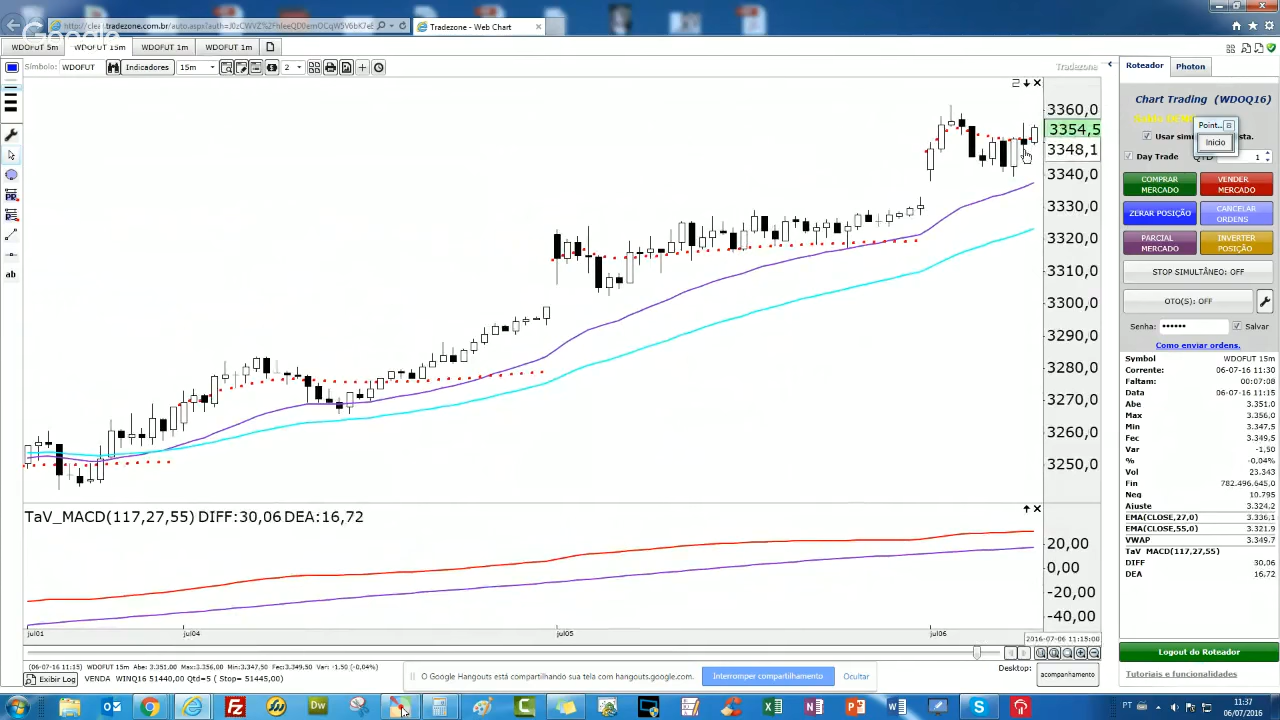 Tradezone - Web Chart
WDOFUT 5m
WDOFUT 15m
WDOFUT 1m
WDOFUT 1m
Símbolo:
WDOFUT
Indicadores
15m
2
Tradezone
Roteador
Photon
Chart Trading (WDOQ16)
Point..
Inicio
Day Trade
1
COMPRAR MERCADO
VENDER MERCADO
ZERAR POSIÇÃO
CANCELAR ORDENS
PARCIAL MERCADO
INVERTER POSIÇÃO
STOP SIMULTÂNEO: OFF
OTO(S): OFF
Senha:
••••••
Salvar
Como enviar ordens.
Symbol WDOFUT 15m
Corrente: 06-07-16 11:30
Faltam: 00:07:08
Data 06-07-16 11:15
Abe 3.351.0
Max 3.356,0
Min 3.347,5
Fec 3.349,5
Var -1,50
% -0,04%
Vol 23.343
Fin 782.496.645,0
Neq 10.795
Ajuste 3.324.2
EMA(CLOSE,27,0) 3.336,1
EMA(CLOSE,55,0) 3.321,9
VWAP 3.349.7
TaV MACD(117,27,55)
DIFF 30,06
DEA 16,72
Logout do Roteador
Tutoriais e funcionalidades
3360,0
3354,5
3348,1
3340,0
3330,0
3320,0
3310,0
3300,0
3290,0
3280,0
3270,0
3260,0
3250,0
ab
TaV_MACD(117,27,55) DIFF:30,06 DEA:16,72
20,00
0,00
-20,00
-40,00
jul01
jul04
jul05
jul06
2016-07-06 11:15:00
(06-07-16 11:15) WDOFUT 15m Abe: 3.351,00 Max:3.356,00 Min:3.347,50 Fec:3.349,50 Var: -1,50 (-0,04%)
Desktop:
Exibir Log
VENDA WINQ16 51440,00 Qtd=5 ( Stop= 51445,00)
acompanhamento
O Google Hangouts está compartilhando sua tela com hangouts.google.com.
Interromper compartilhamento
Ocultar
PT
11:37
06/07/2016